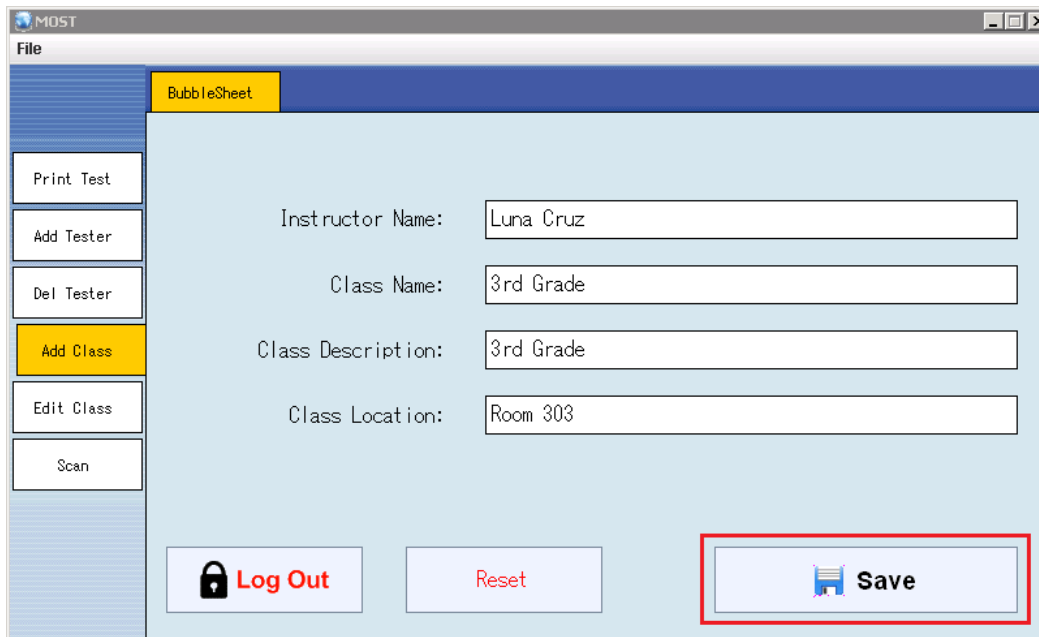 MOST
File
BubbleSheet
Print Test
Add Tester
Del Tester
Add Class
Edit Class
Scan
Instructor Name: Luna Cruz
Class Name: 3rd Grade
Class Description: 3rd Grade
Class Location: Room 303
Log Out Reset Save